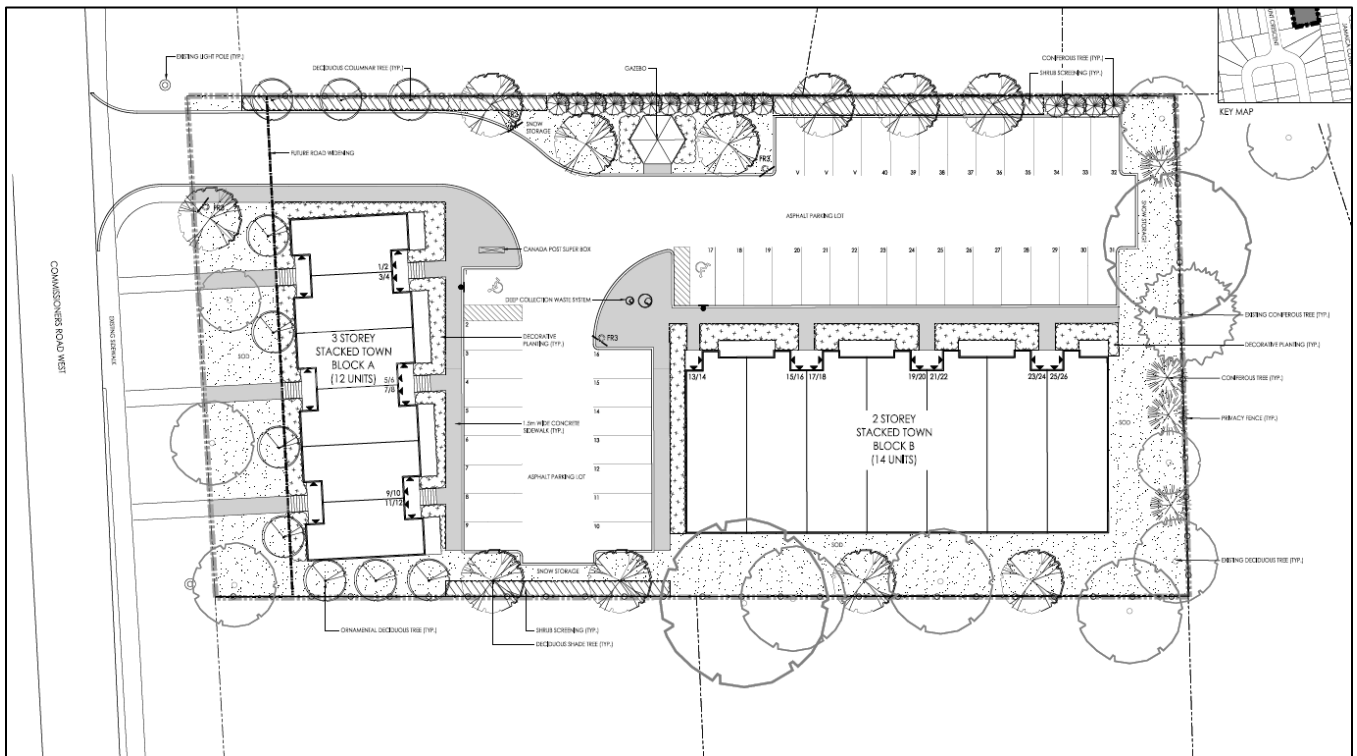 EXISTING LIGHT POLE (TYP.)
DECIDUOUS COLUMNAR TREE (TYP.)
GAZEBO
CONIFEROUS TREE (TYP.)
SHRUB SCREENING (TYP.)
KEY MAP
SNOW
STORAGE
FUTURE ROAD WIDENING
FR3
V V V 40 39 38 37 36 35 34 33 32
FR3
SNOW STORAGE
ASPHALT PARKING LOT
CANADA POST SUPER BOX
17 18 19 20 21 22 23 24 25 26 27 28 29 30 31
1/2
3/4
COMMISSIONERS ROAD WEST
EXISTING SIDEWALK
DEEP COLLECTION WASTE SYSTEM
EXISTING CONIFEROUS TREE (TYP.)
2
FR3
3 STOREY
STACKED TOWN
BLOCK A
(12 UNITS)
DECORATIVE
PLANTING (TYP.)
DECORATIVE PLANTING (TYP.)
SOD
3
16
13/14
15/16 17/18
19/20 21/22
23/24 25/26
5/6
7/8
4
15
CONIFEROUS TREE (TYP.)
5
14
2 STOREY
STACKED TOWN
BLOCK B
(14 UNITS)
1.5m WIDE CONCRETE
SIDEWALK (TYP.)
PRIVACY FENCE (TYP.)
SOD
6
13
7
12
ASPHALT PARKING LOT
9/10
11/12
8
11
9
10
SOD
EXISTING DECIDUOUS TREE (TYP.)
SNOW STORAGE
ORNAMENTAL DECIDUOUS TREE (TYP.)
SHRUB SCREENING (TYP.)
DECIDUOUS SHADE TREE (TYP.)